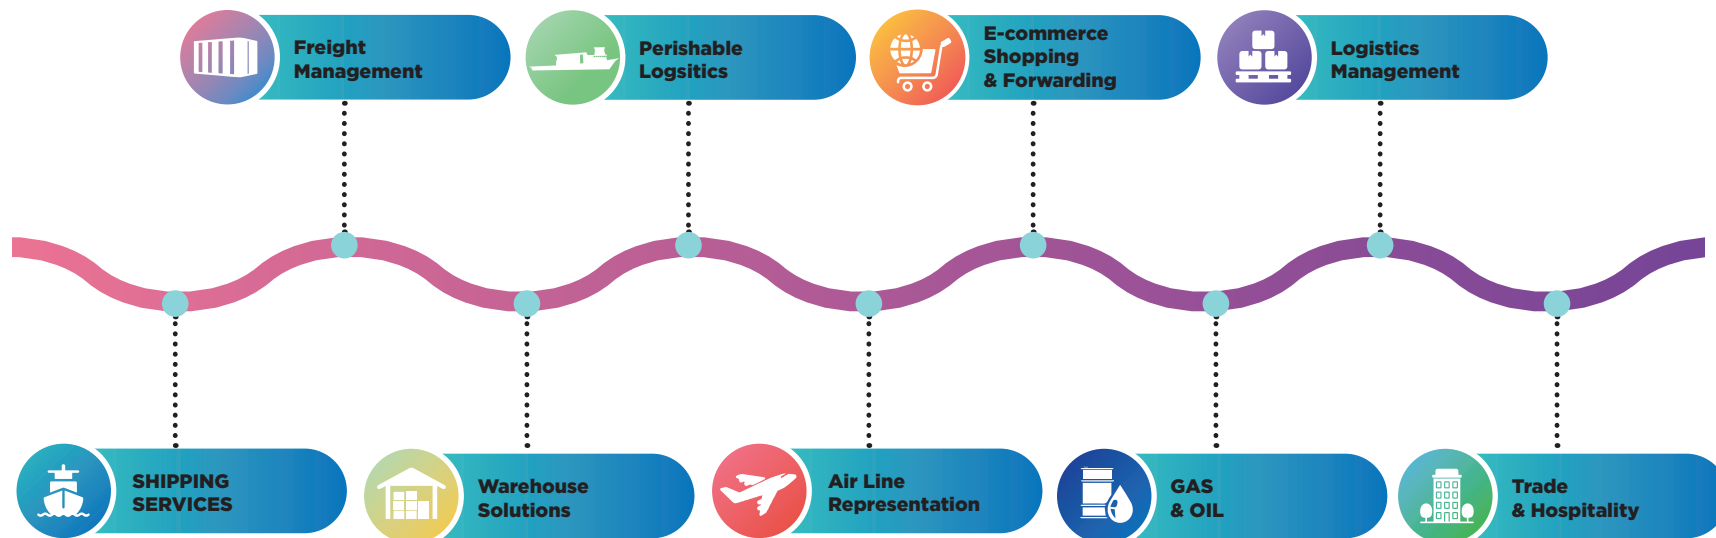 Freight
Management
Perishable
Logsitics
E-commerce
Shopping
& Forwarding
Logistics
Management
SHIPPING
SERVICES
Warehouse
Solutions
Air Line
Representation
GAS
& OIL
Trade
& Hospitality